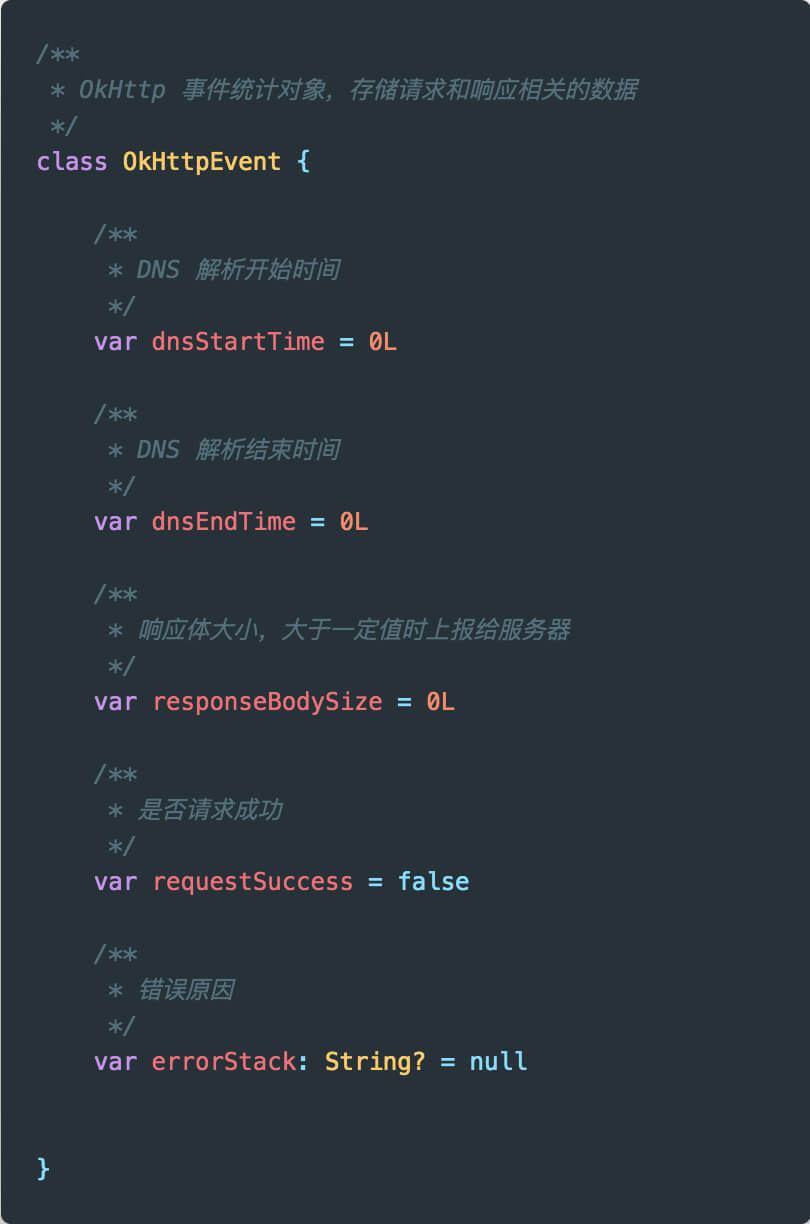 /**
 * OkHttp 事件统计对象，存储请求和响应相关的数据
 */
class OkHttpEvent {

    /**
     * DNS 解析开始时间
     */
    var dnsStartTime = 0L

    /**
     * DNS 解析结束时间
     */
    var dnsEndTime = 0L

    /**
     * 响应体大小，大于一定值时上报给服务器
     */
    var responseBodySize = 0L

    /**
     * 是否请求成功
     */
    var requestSuccess = false

    /**
     * 错误原因
     */
    var errorStack: String? = null

}